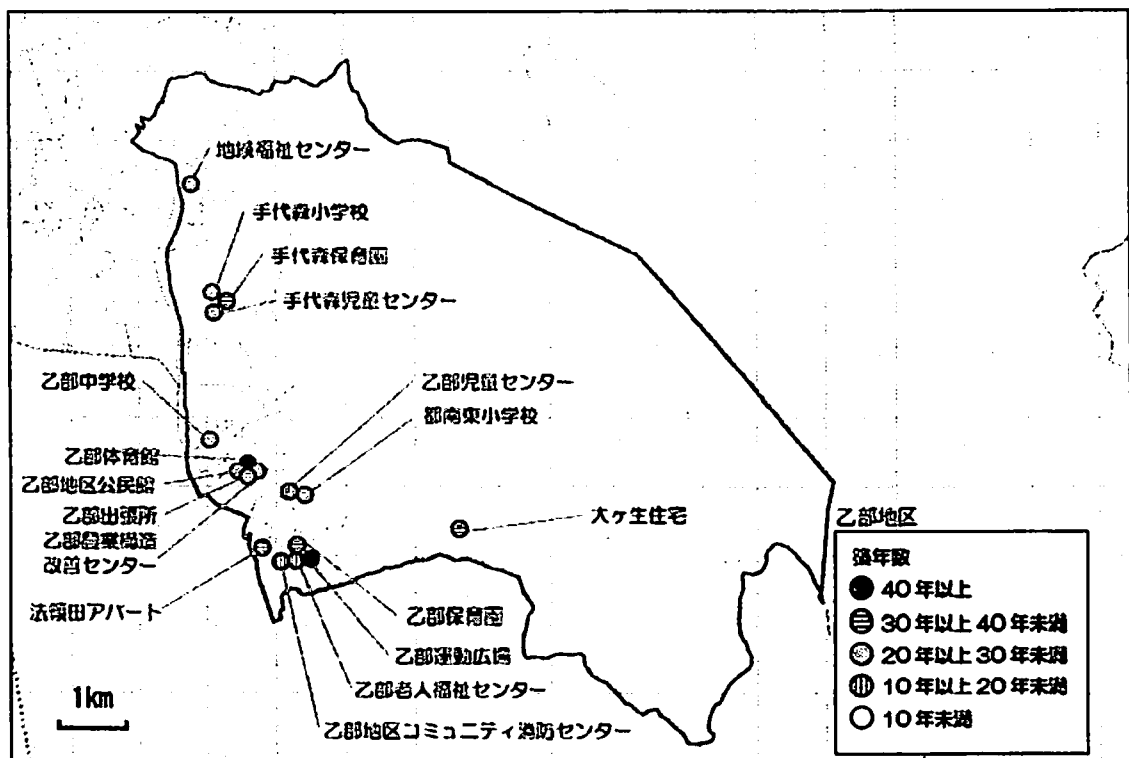 地域福祉センター
手代森小学校
手代森保育園
手代森児童センター
乙部中学校
乙部児童センター
都南東小学校
乙部体育館
乙部地区公民館
乙部出張所
乙部農業構造
改善センター
法領田アパート
大ケ生住宅
乙部保育園
乙部運動広場
乙部老人福祉センター
乙部地区コミュニティ消防センター
1km
乙部地区
築年数
40年以上
30年以上40年未満
20年以上30年未満
10年以上20年未満
10年未満